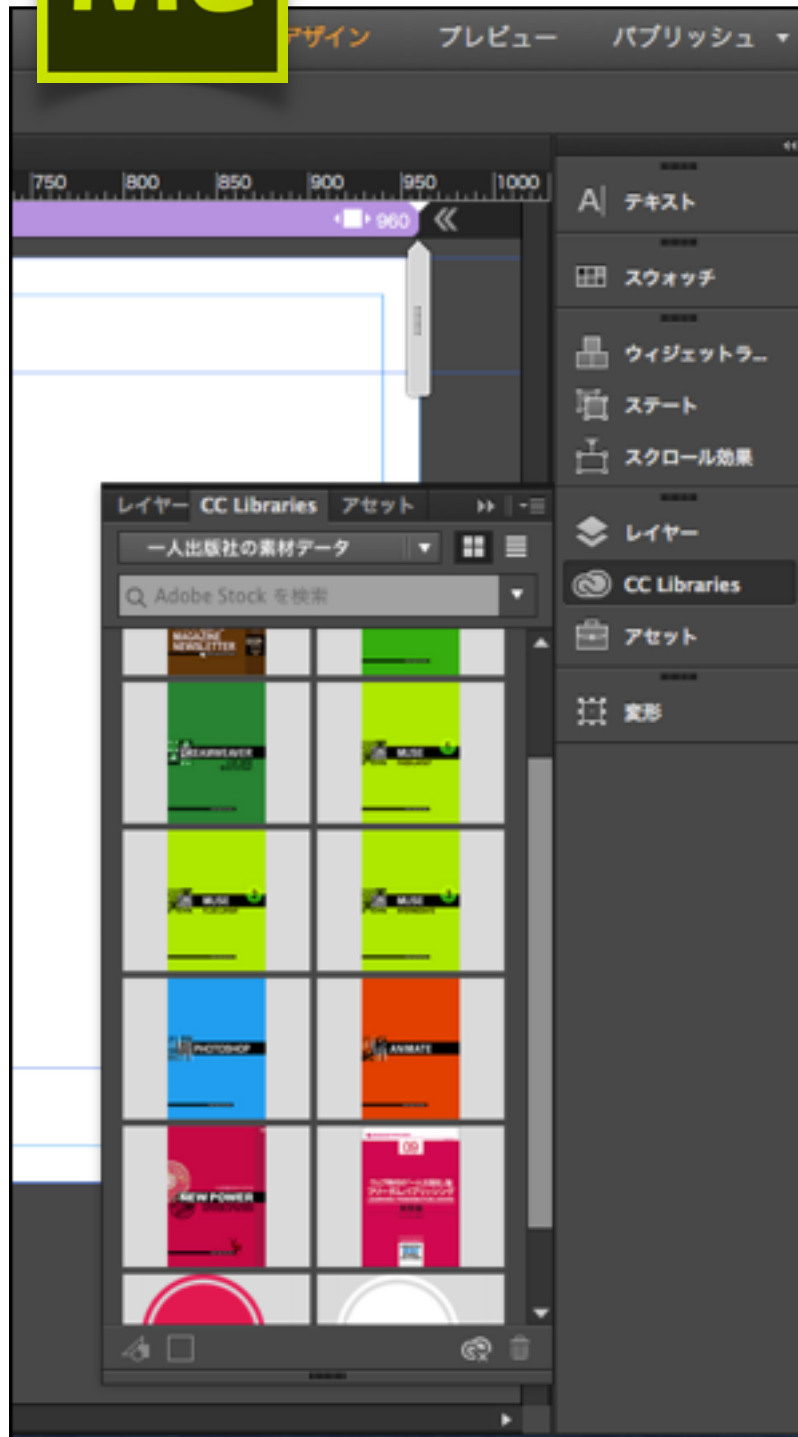 デザイン プレビュー パブリッシュ
750 800 850 900 950 1000
960
テキスト
スウォッチ
ウィジェットラ...
ステート
スクロール効果
レイヤー
CC Libraries
アセット
変形
レイヤー CC Libraries アセット
一人出版社の素材データ
Adobe Stock を検索
MAGAZINE
NEWSLETTER
DREAMWEAVER
MUSE
MUSE
MUSE
PHOTOSHOP
ANIMATE
NEW POWER
09